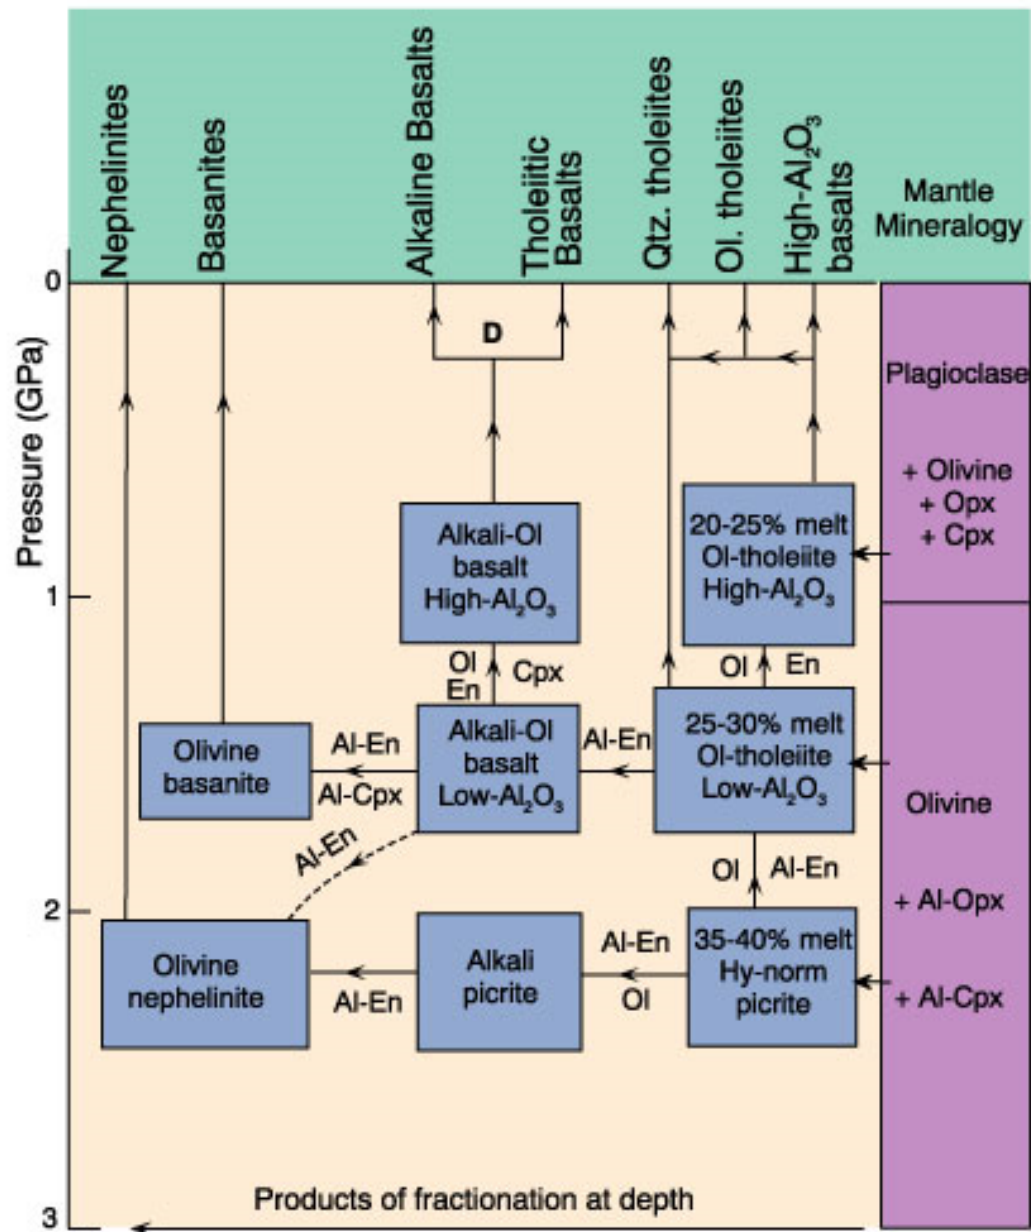 Nephelinites
Basanites
Alkaline Basalts
Tholeiitic
Basalts
Qtz. tholeiites
Ol. tholeiites
High-Al₂O₃
basalts
Mantle
Mineralogy
Pressure (GPa)
0
1
2
3
D
Plagioclase
+ Olivine
+ Opx
+ Cpx
Alkali-Ol
basalt
High-Al₂O₃
20-25% melt
Ol-tholeiite
High-Al₂O₃
Ol
En
Cpx
Ol
En
Olivine
basanite
Al-En
Al-Cpx
Alkali-Ol
basalt
Low-Al₂O₃
Al-En
25-30% melt
Ol-tholeiite
Low-Al₂O₃
Olivine
+ Al-Opx
+ Al-Cpx
Al-En
Ol
Al-En
Olivine
nephelinite
Al-En
Alkali
picrite
Al-En
Ol
35-40% melt
Hy-norm
picrite
Products of fractionation at depth